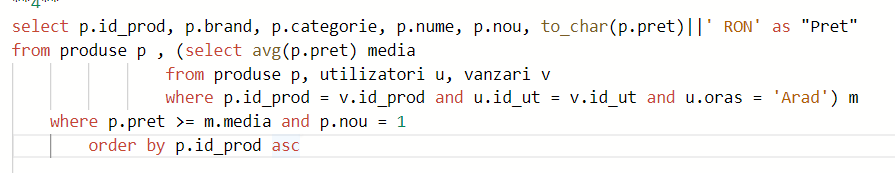 **4**
select p.id_prod, p.brand, p.categorie, p.nume, p.nou, to_char(p.pret)||' RON' as "Pret"
from produse p , (select avg(p.pret) media
from produse p, utilizatori u, vanzari v
where p.id_prod = v.id_prod and u.id_ut = v.id_ut and u.oras = 'Arad') m
where p.pret >= m.media and p.nou = 1
order by p.id_prod asc